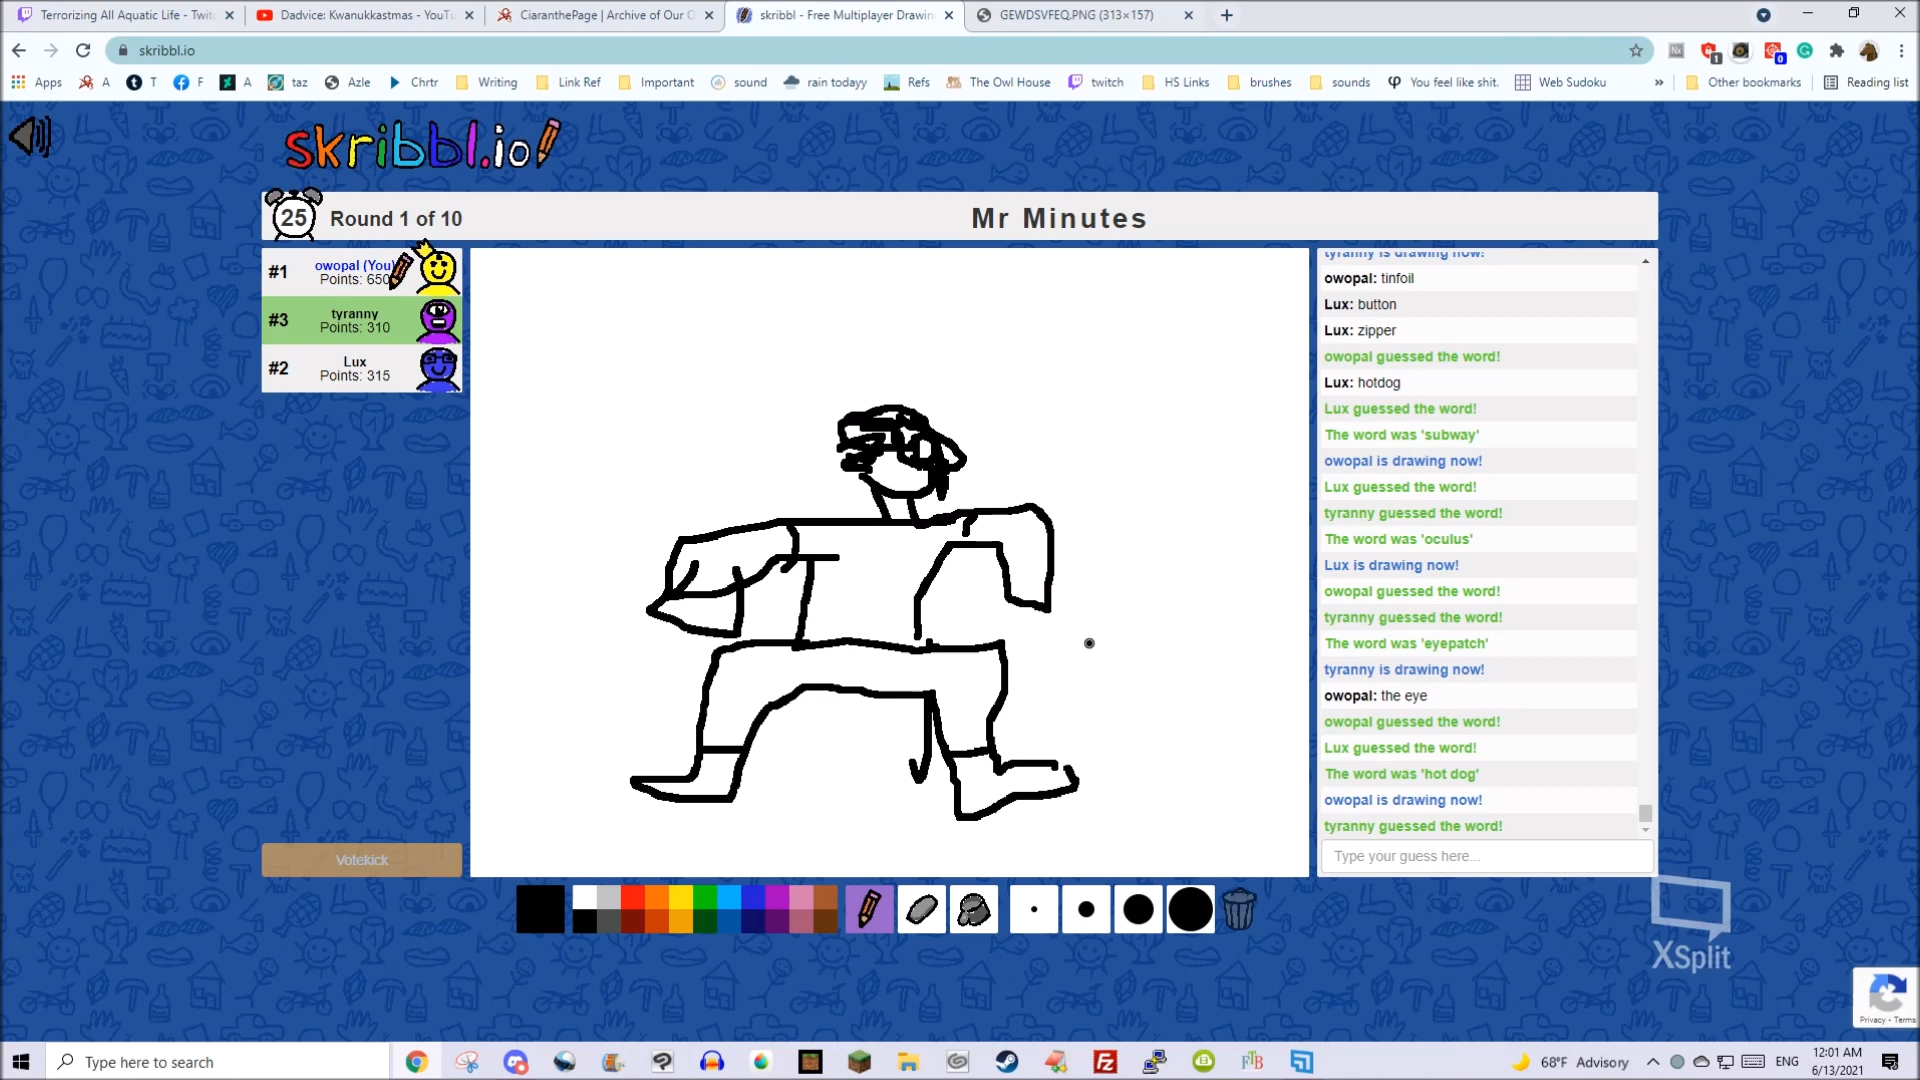 Terrorizing All Aquatic Life - Twitc
Dadvice: Kwanukkastmas - YouTu
CiaranthePage | Archive of Our O
skribbl - Free Multiplayer Drawin
GEWDSVFEQ.PNG (313×157)
skribbl.io
1
0
Apps
A
T
F
A
taz
Azle
Chrtr
Writing
Link Ref
Important
sound
rain todayy
Refs
The Owl House
twitch
HS Links
brushes
sounds
You feel like shit.
Web Sudoku
»
Other bookmarks
Reading list
skribbl.io
25
Round 1 of 10
Mr Minutes
#1
owopal (You)
Points: 650
#3
tyranny
Points: 310
#2
Lux
Points: 315
Votekick
tyranny is drawing now!
owopal: tinfoil
Lux: button
Lux: zipper
owopal guessed the word!
Lux: hotdog
Lux guessed the word!
The word was 'subway'
owopal is drawing now!
Lux guessed the word!
tyranny guessed the word!
The word was 'oculus'
Lux is drawing now!
owopal guessed the word!
tyranny guessed the word!
The word was 'eyepatch'
tyranny is drawing now!
owopal: the eye
owopal guessed the word!
Lux guessed the word!
The word was 'hot dog'
owopal is drawing now!
tyranny guessed the word!
Type your guess here...
XSplit
Privacy - Terms
Type here to search
FTB
68°F Advisory
ENG
12:01 AM
6/13/2021